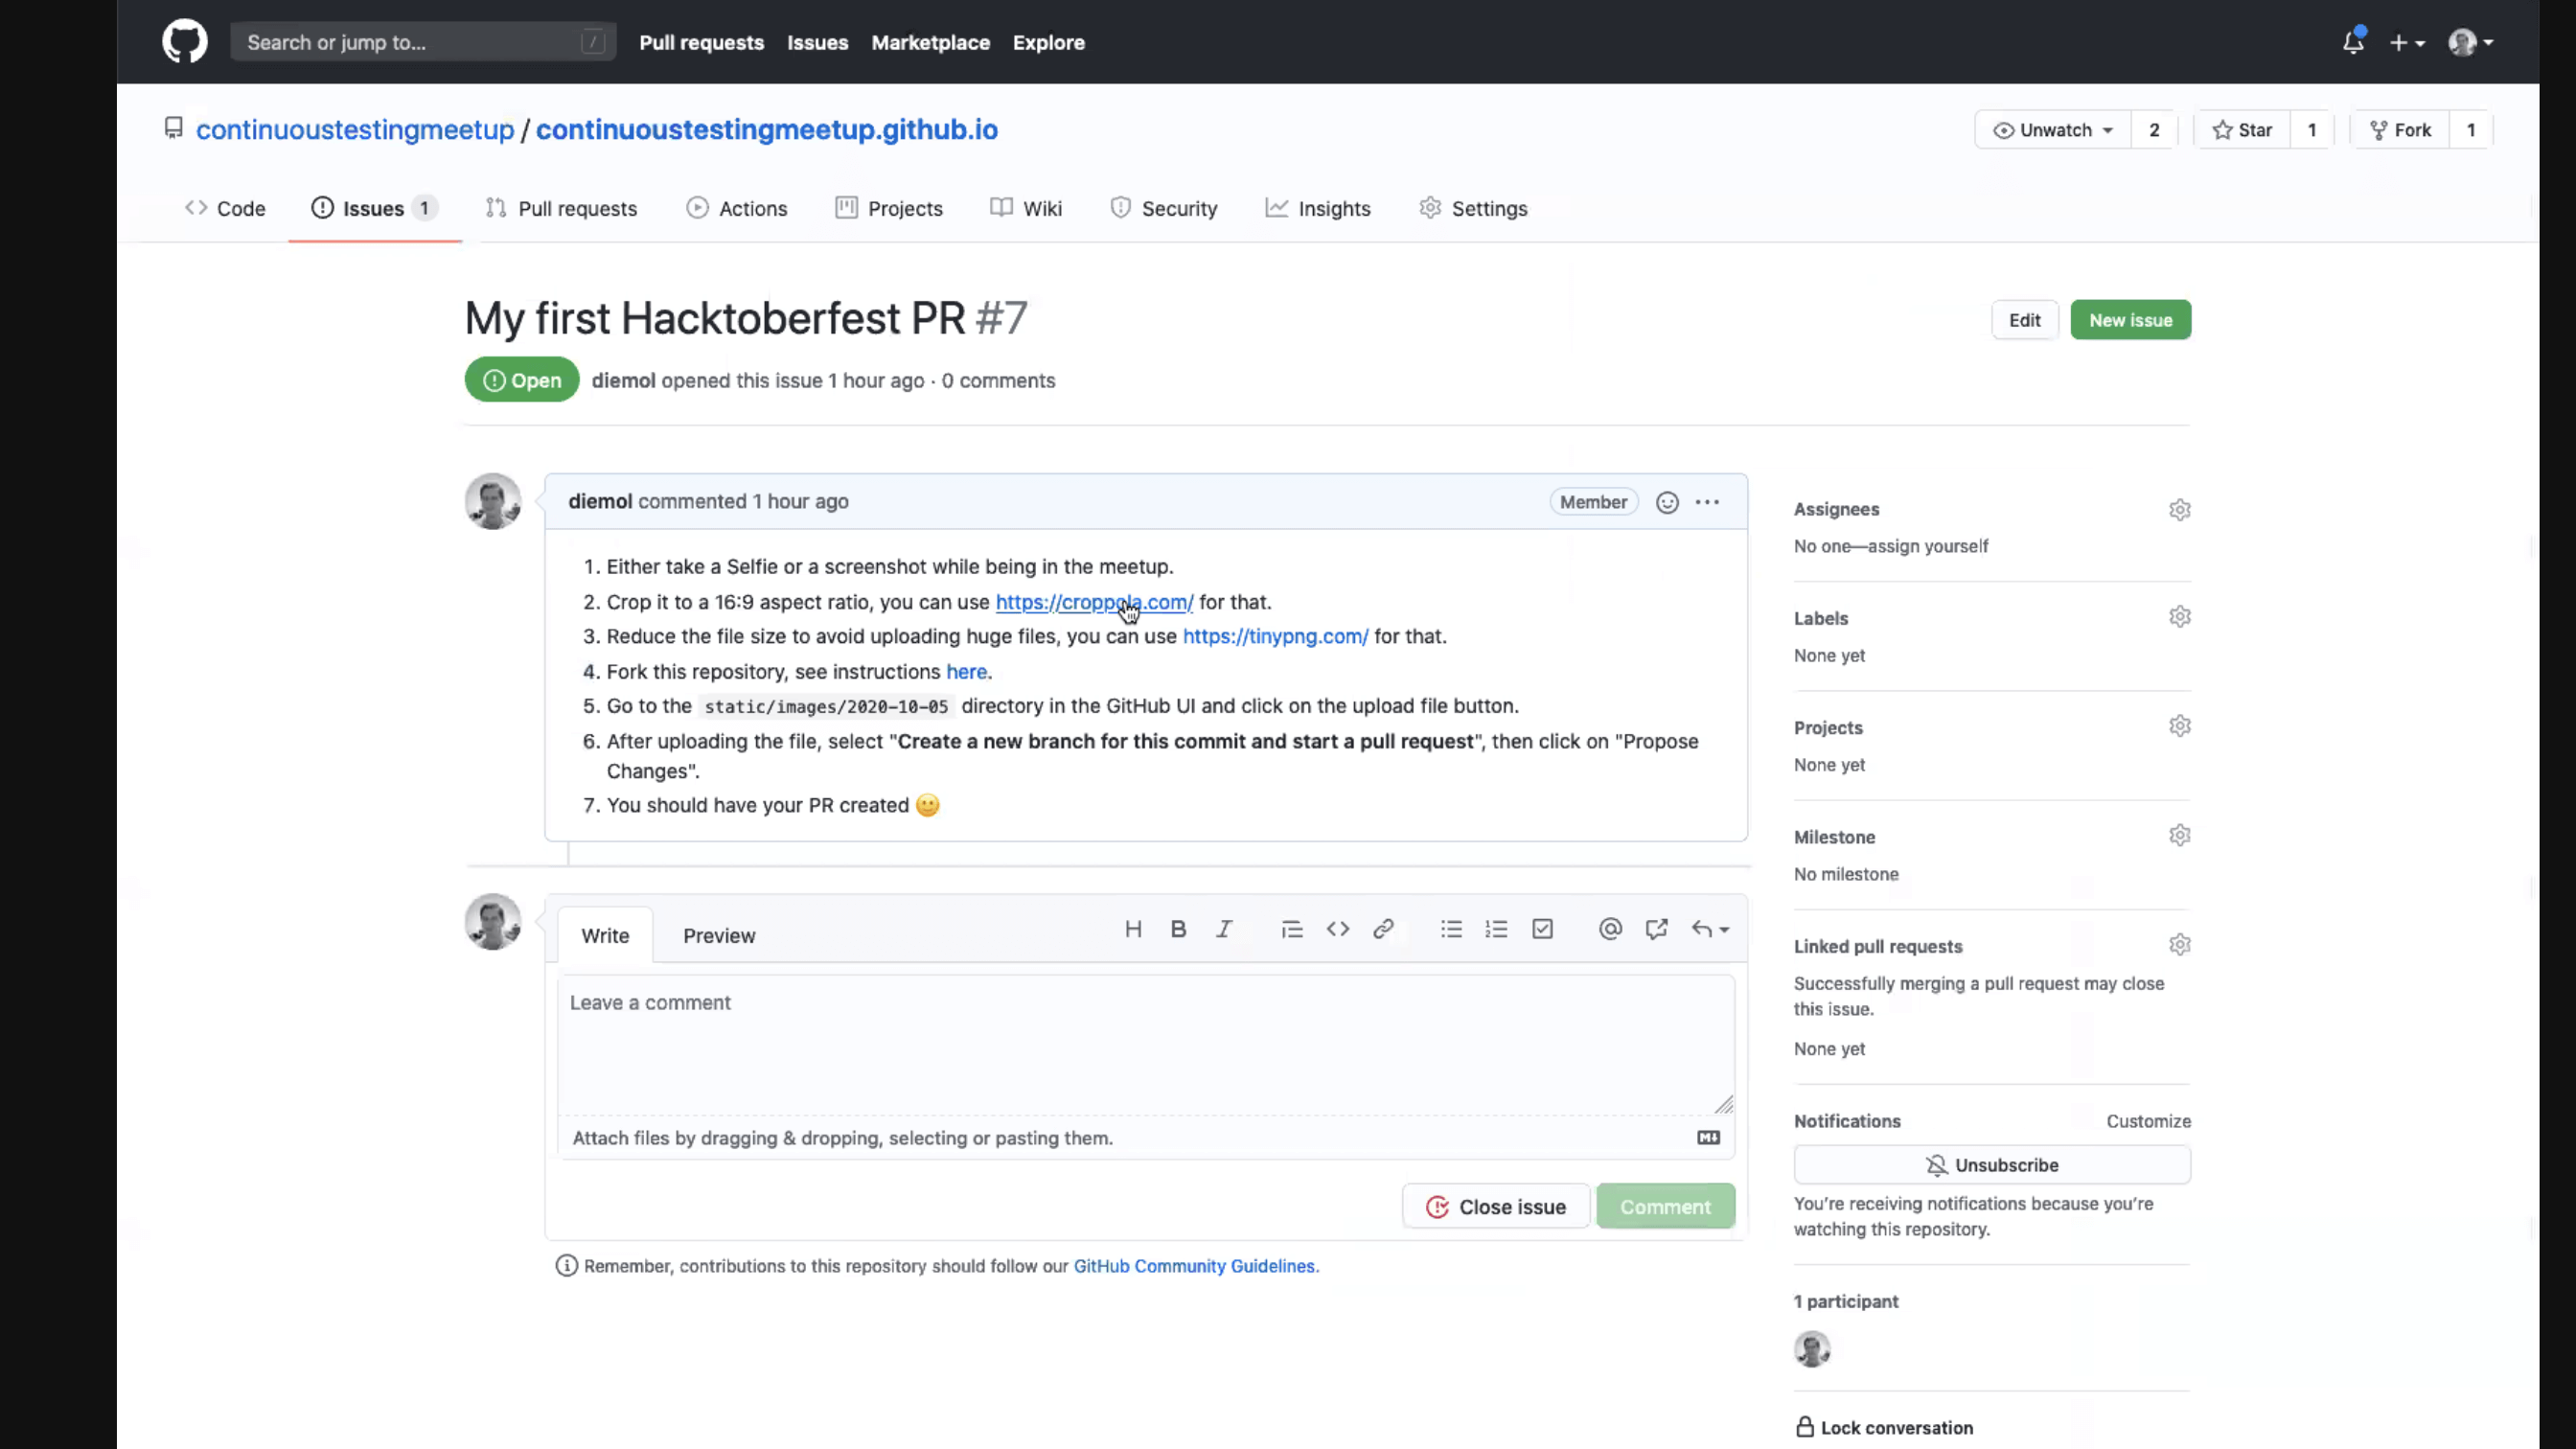 Search or jump to... /
Pull requests Issues Marketplace Explore
continuoustestingmeetup / continuoustestingmeetup.github.io
Unwatch 2 Star 1 Fork 1
Code Issues 1 Pull requests Actions Projects Wiki Security Insights Settings
My first Hacktoberfest PR #7
Edit New issue
Open diemol opened this issue 1 hour ago · 0 comments
diemol commented 1 hour ago
Member
1. Either take a Selfie or a screenshot while being in the meetup.
2. Crop it to a 16:9 aspect ratio, you can use https://croppola.com/ for that.
3. Reduce the file size to avoid uploading huge files, you can use https://tinypng.com/ for that.
4. Fork this repository, see instructions here.
5. Go to the static/images/2020-10-05 directory in the GitHub UI and click on the upload file button.
6. After uploading the file, select "Create a new branch for this commit and start a pull request", then click on "Propose
Changes".
7. You should have your PR created 🙂
Write Preview
H B I
Leave a comment
Attach files by dragging & dropping, selecting or pasting them.
Close issue Comment
Remember, contributions to this repository should follow our GitHub Community Guidelines.
Assignees
No one—assign yourself
Labels
None yet
Projects
None yet
Milestone
No milestone
Linked pull requests
Successfully merging a pull request may close
this issue.
None yet
Notifications Customize
Unsubscribe
You're receiving notifications because you're
watching this repository.
1 participant
Lock conversation